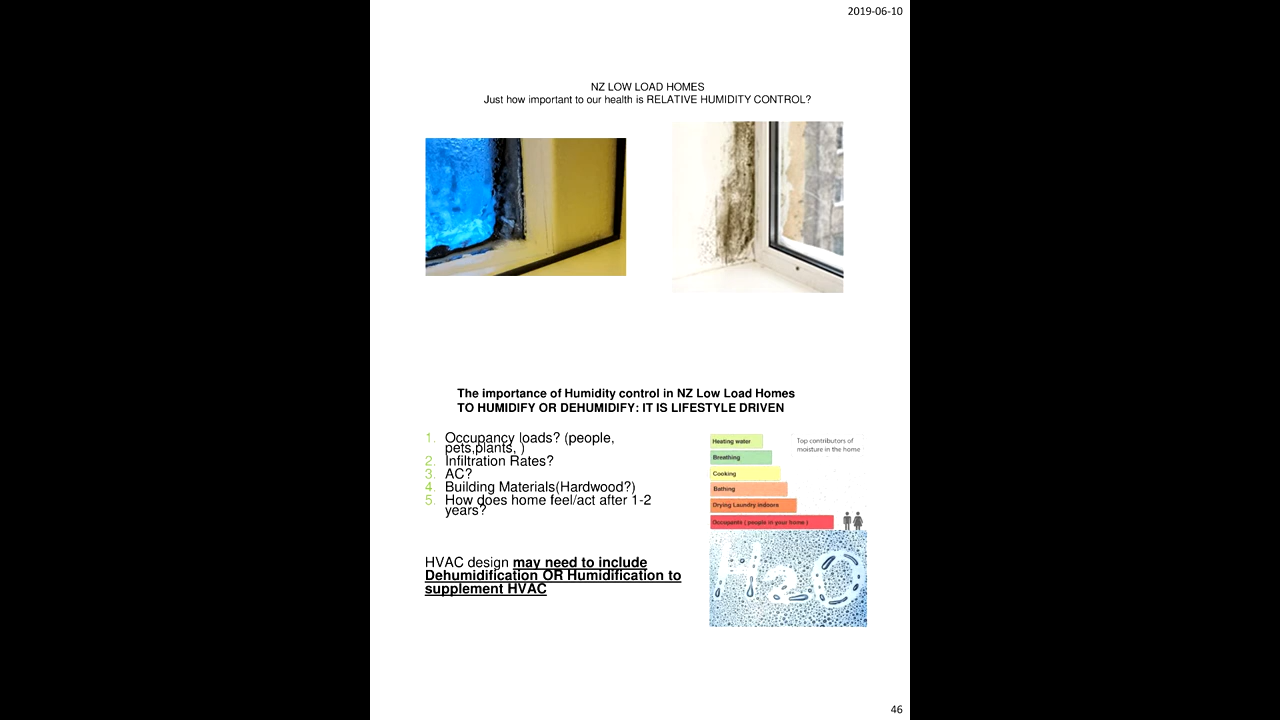 2019-06-10
NZ LOW LOAD HOMES
Just how important to our health is RELATIVE HUMIDITY CONTROL?
The importance of Humidity control in NZ Low Load Homes
TO HUMIDIFY OR DEHUMIDIFY: IT IS LIFESTYLE DRIVEN
1. Occupancy loads? (people,
pets,plants, )
2. Infiltration Rates?
3. AC?
4. Building Materials(Hardwood?)
5. How does home feel/act after 1-2
years?
HVAC design may need to include
Dehumidification OR Humidification to
supplement HVAC
Top contributors of
moisture in the home
Heating water
Breathing
Cooking
Bathing
Drying Laundry indoors
Occupants ( people in your home )
H2O
46